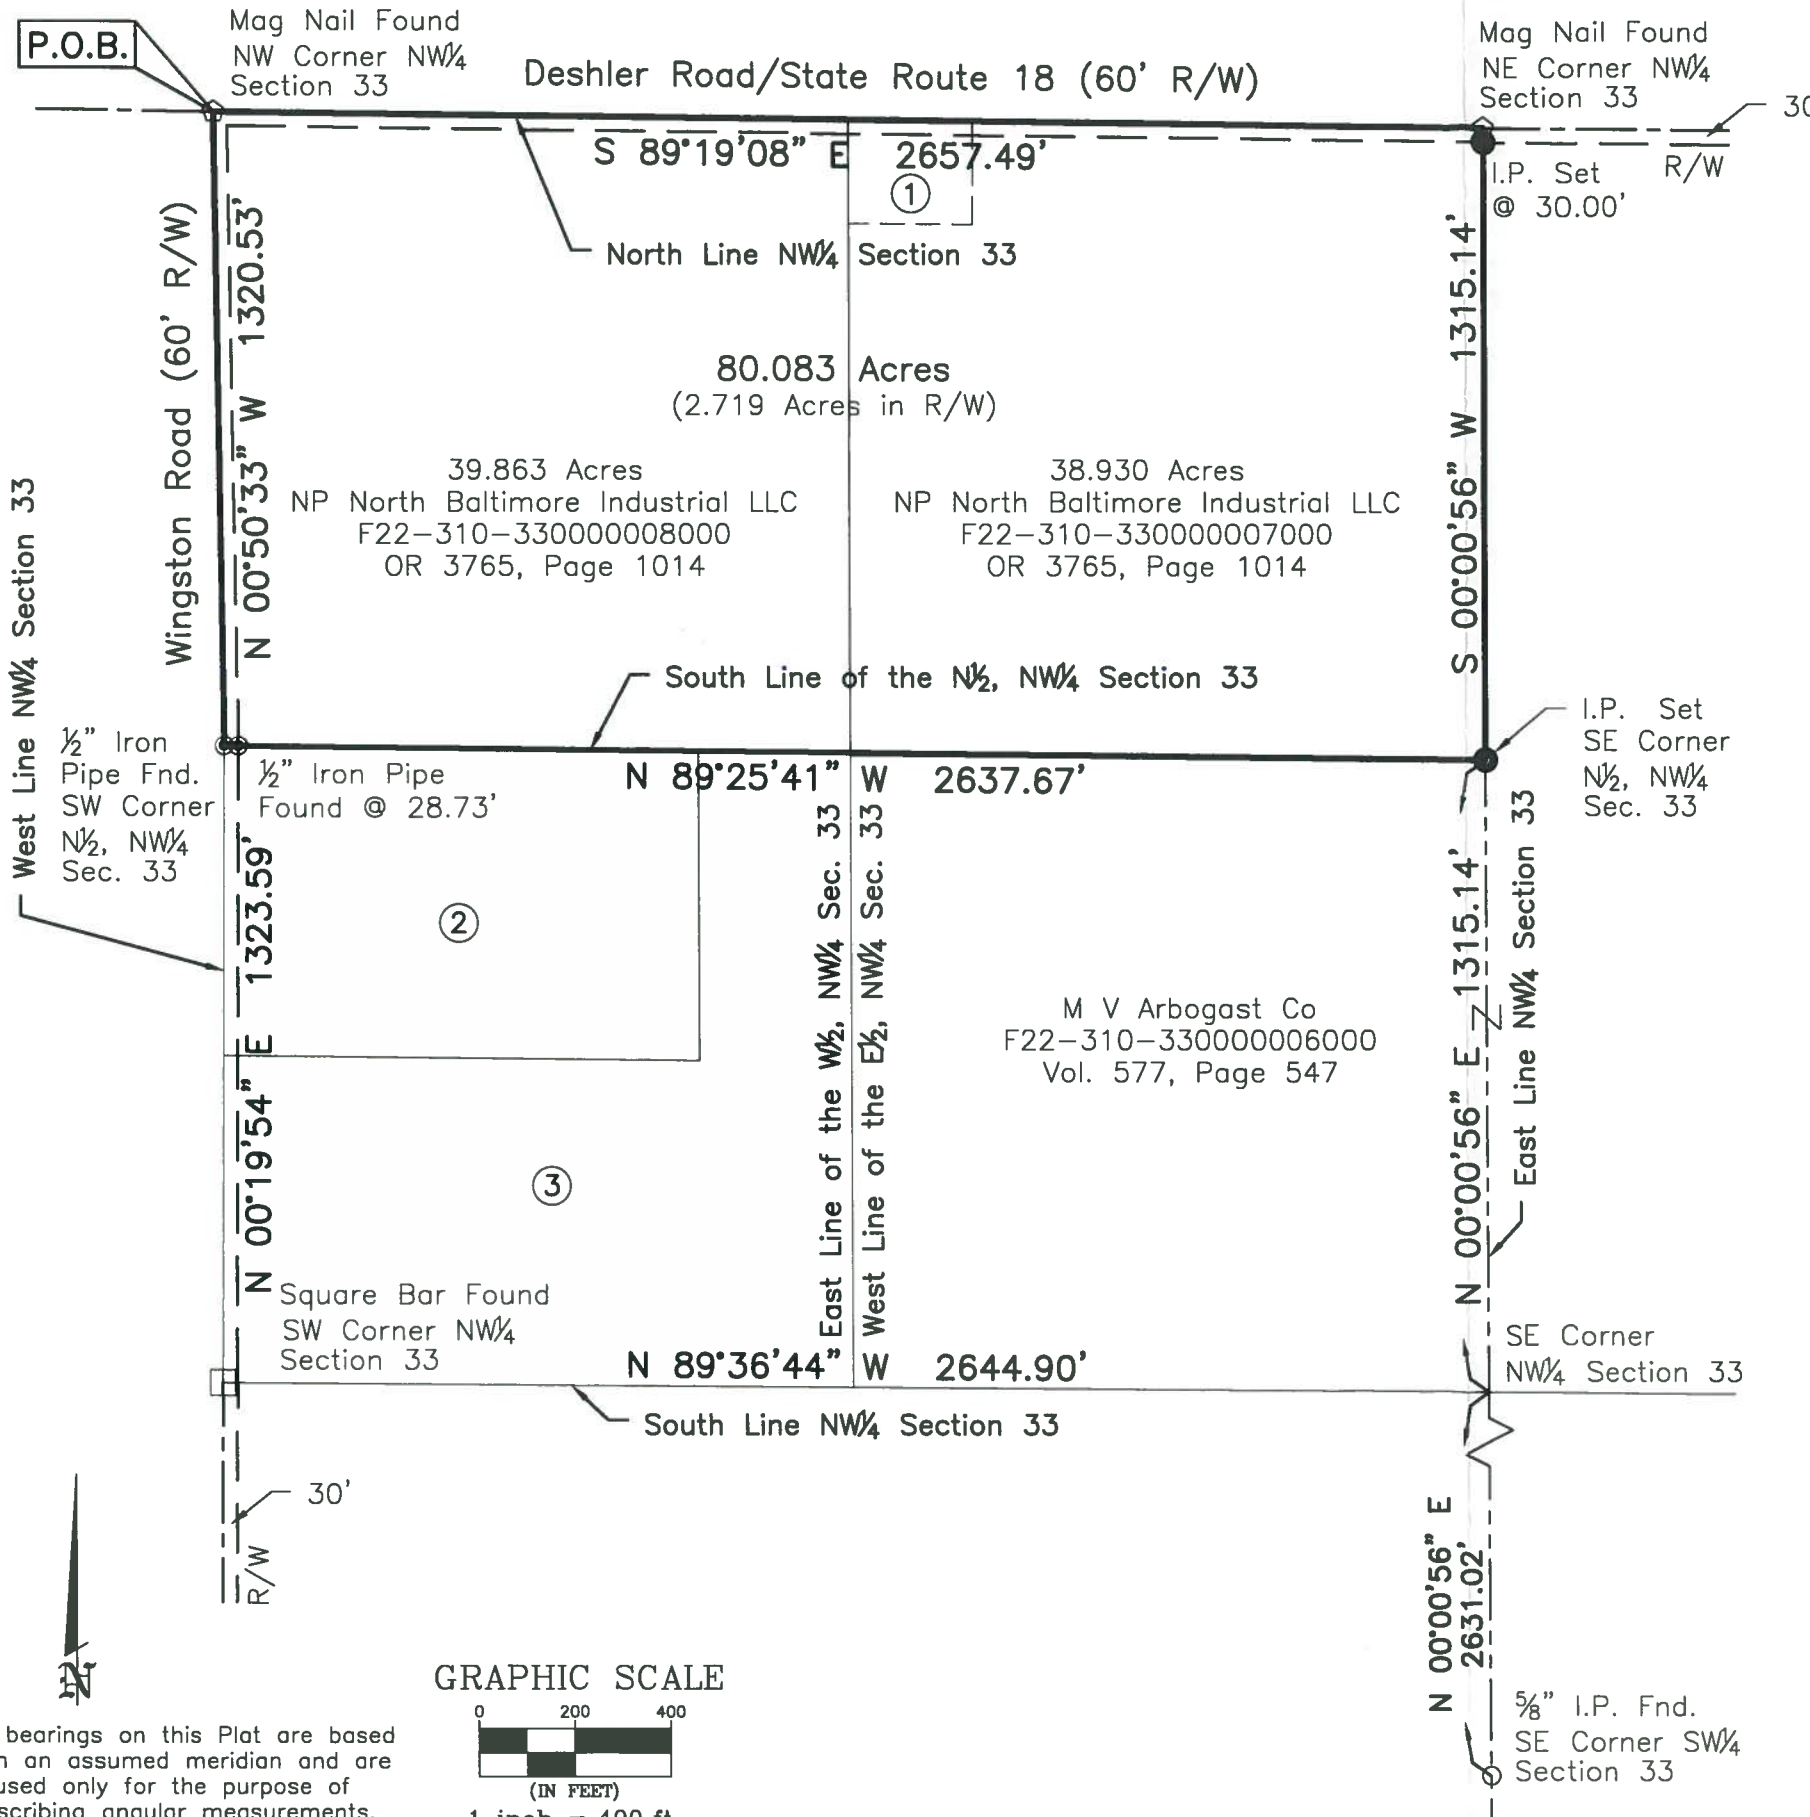 P.O.B.
Mag Nail Found
NW Corner NW¼
Section 33
Deshler Road/State Route 18 (60' R/W)
Mag Nail Found
NE Corner NW¼
Section 33
S 89°19'08" E 2657.49'
R/W
①
I.P. Set
@ 30.00'
North Line NW¼ Section 33
Wingston Road (60' R/W)
N 00°50'33" W 1320.53'
S 00°00'56" W 1315.14'
80.083 Acres
(2.719 Acres in R/W)
39.863 Acres
NP North Baltimore Industrial LLC
F22-310-330000008000
OR 3765, Page 1014
38.930 Acres
NP North Baltimore Industrial LLC
F22-310-330000007000
OR 3765, Page 1014
West Line NW¼ Section 33
South Line of the N½, NW¼ Section 33
½" Iron
Pipe Fnd.
SW Corner
N½, NW¼
Sec. 33
½" Iron Pipe
Found @ 28.73'
N 89°25'41" W 2637.67'
I.P. Set
SE Corner
N½, NW¼
Sec. 33
N 00°19'54" E 1323.59'
②
③
East Line of the W½, NW¼ Sec. 33
West Line of the E½, NW¼ Sec. 33
M V Arbogast Co
F22-310-330000006000
Vol. 577, Page 547
N 00°00'56" E 1315.14'
East Line NW¼ Section 33
Square Bar Found
SW Corner NW¼
Section 33
N 89°36'44" W 2644.90'
SE Corner
NW¼ Section 33
South Line NW¼ Section 33
30'
R/W
N 00°00'56" E
2631.02'
N
GRAPHIC SCALE
0 200 400
(IN FEET)
1 inch = 400 ft
bearings on this Plat are based
an assumed meridian and are
used only for the purpose of
angular measurements.
⅝" I.P. Fnd.
SE Corner SW¼
Section 33